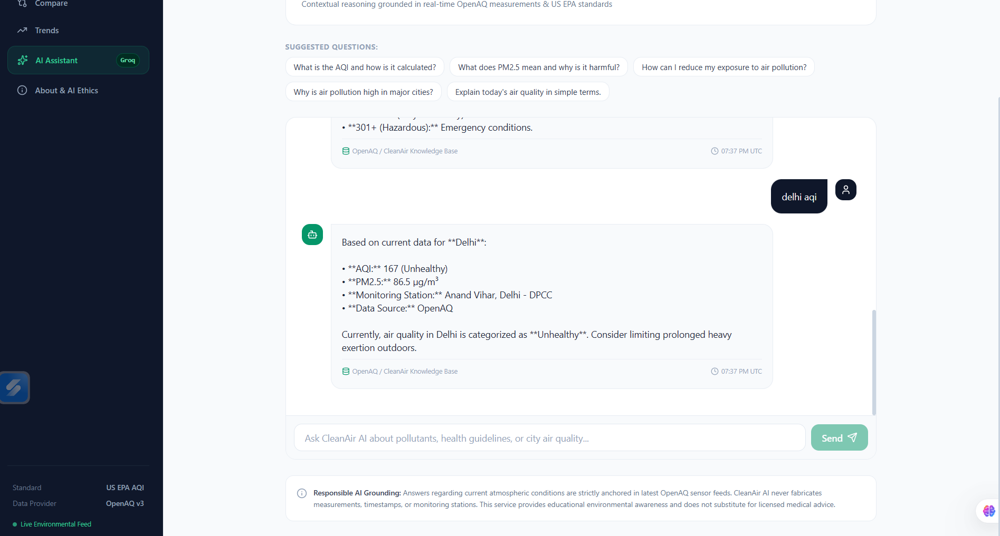 Compare
Trends
AI Assistant
Groq
About & AI Ethics
Standard
US EPA AQI
Data Provider
OpenAQ v3
Live Environmental Feed
Contextual reasoning grounded in real-time OpenAQ measurements & US EPA standards
SUGGESTED QUESTIONS:
What is the AQI and how is it calculated?
What does PM2.5 mean and why is it harmful?
How can I reduce my exposure to air pollution?
Why is air pollution high in major cities?
Explain today's air quality in simple terms.
• **301+ (Hazardous):** Emergency conditions.
OpenAQ / CleanAir Knowledge Base
07:37 PM UTC
delhi aqi
Based on current data for **Delhi**:
• **AQI:** 167 (Unhealthy)
• **PM2.5:** 86.5 µg/m³
• **Monitoring Station:** Anand Vihar, Delhi - DPCC
• **Data Source:** OpenAQ
Currently, air quality in Delhi is categorized as **Unhealthy**. Consider limiting prolonged heavy
exertion outdoors.
OpenAQ / CleanAir Knowledge Base
07:37 PM UTC
Ask CleanAir AI about pollutants, health guidelines, or city air quality...
Send
Responsible AI Grounding: Answers regarding current atmospheric conditions are strictly anchored in latest OpenAQ sensor feeds. CleanAir AI never fabricates
measurements, timestamps, or monitoring stations. This service provides educational environmental awareness and does not substitute for licensed medical advice.